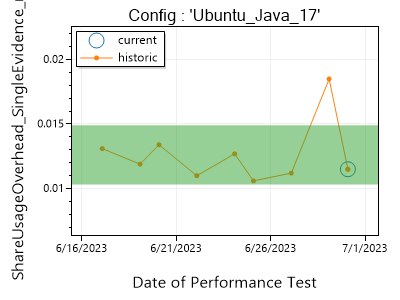 Config : 'Ubuntu_Java_17'
current
historic
ShareUsageOverhead_SingleEvidence_
0.02
0.015
0.01
6/16/2023
6/21/2023
6/26/2023
7/1/2023
Date of Performance Test